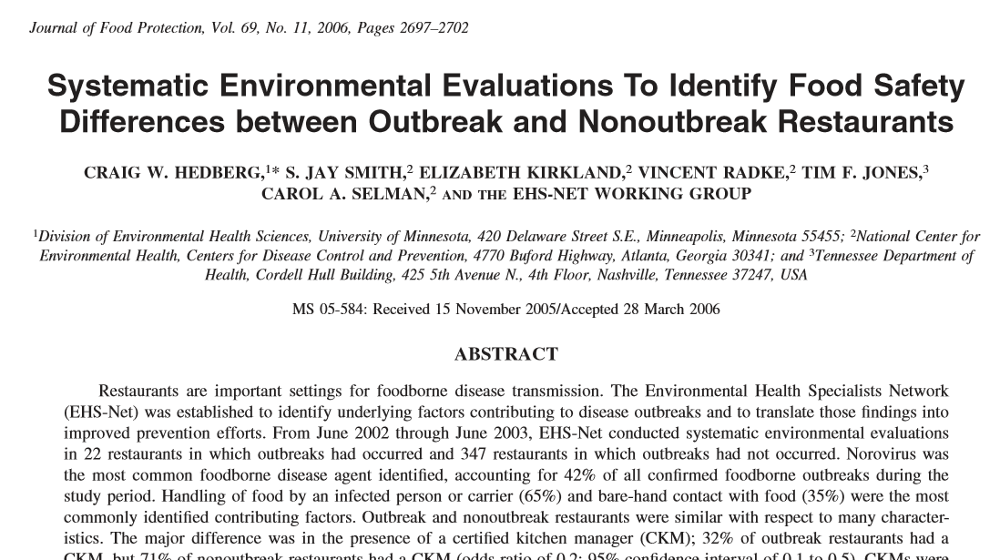 Journal of Food Protection, Vol. 69, No. 11, 2006, Pages 2697–2702
Systematic Environmental Evaluations To Identify Food Safety
Differences between Outbreak and Nonoutbreak Restaurants
CRAIG W. HEDBERG,1* S. JAY SMITH,2 ELIZABETH KIRKLAND,2 VINCENT RADKE,2 TIM F. JONES,3
CAROL A. SELMAN,2 AND THE EHS-NET WORKING GROUP
1Division of Environmental Health Sciences, University of Minnesota, 420 Delaware Street S.E., Minneapolis, Minnesota 55455; 2National Center for
Environmental Health, Centers for Disease Control and Prevention, 4770 Buford Highway, Atlanta, Georgia 30341; and 3Tennessee Department of
Health, Cordell Hull Building, 425 5th Avenue N., 4th Floor, Nashville, Tennessee 37247, USA
MS 05-584: Received 15 November 2005/Accepted 28 March 2006
ABSTRACT
Restaurants are important settings for foodborne disease transmission. The Environmental Health Specialists Network
(EHS-Net) was established to identify underlying factors contributing to disease outbreaks and to translate those findings into
improved prevention efforts. From June 2002 through June 2003, EHS-Net conducted systematic environmental evaluations
in 22 restaurants in which outbreaks had occurred and 347 restaurants in which outbreaks had not occurred. Norovirus was
the most common foodborne disease agent identified, accounting for 42% of all confirmed foodborne outbreaks during the
study period. Handling of food by an infected person or carrier (65%) and bare-hand contact with food (35%) were the most
commonly identified contributing factors. Outbreak and nonoutbreak restaurants were similar with respect to many character-
istics. The major difference was in the presence of a certified kitchen manager (CKM); 32% of outbreak restaurants had a
CKM, but 71% of nonoutbreak restaurants had a CKM (odds ratio of 0.2; 95% confidence interval of 0.1 to 0.5). CKMs were